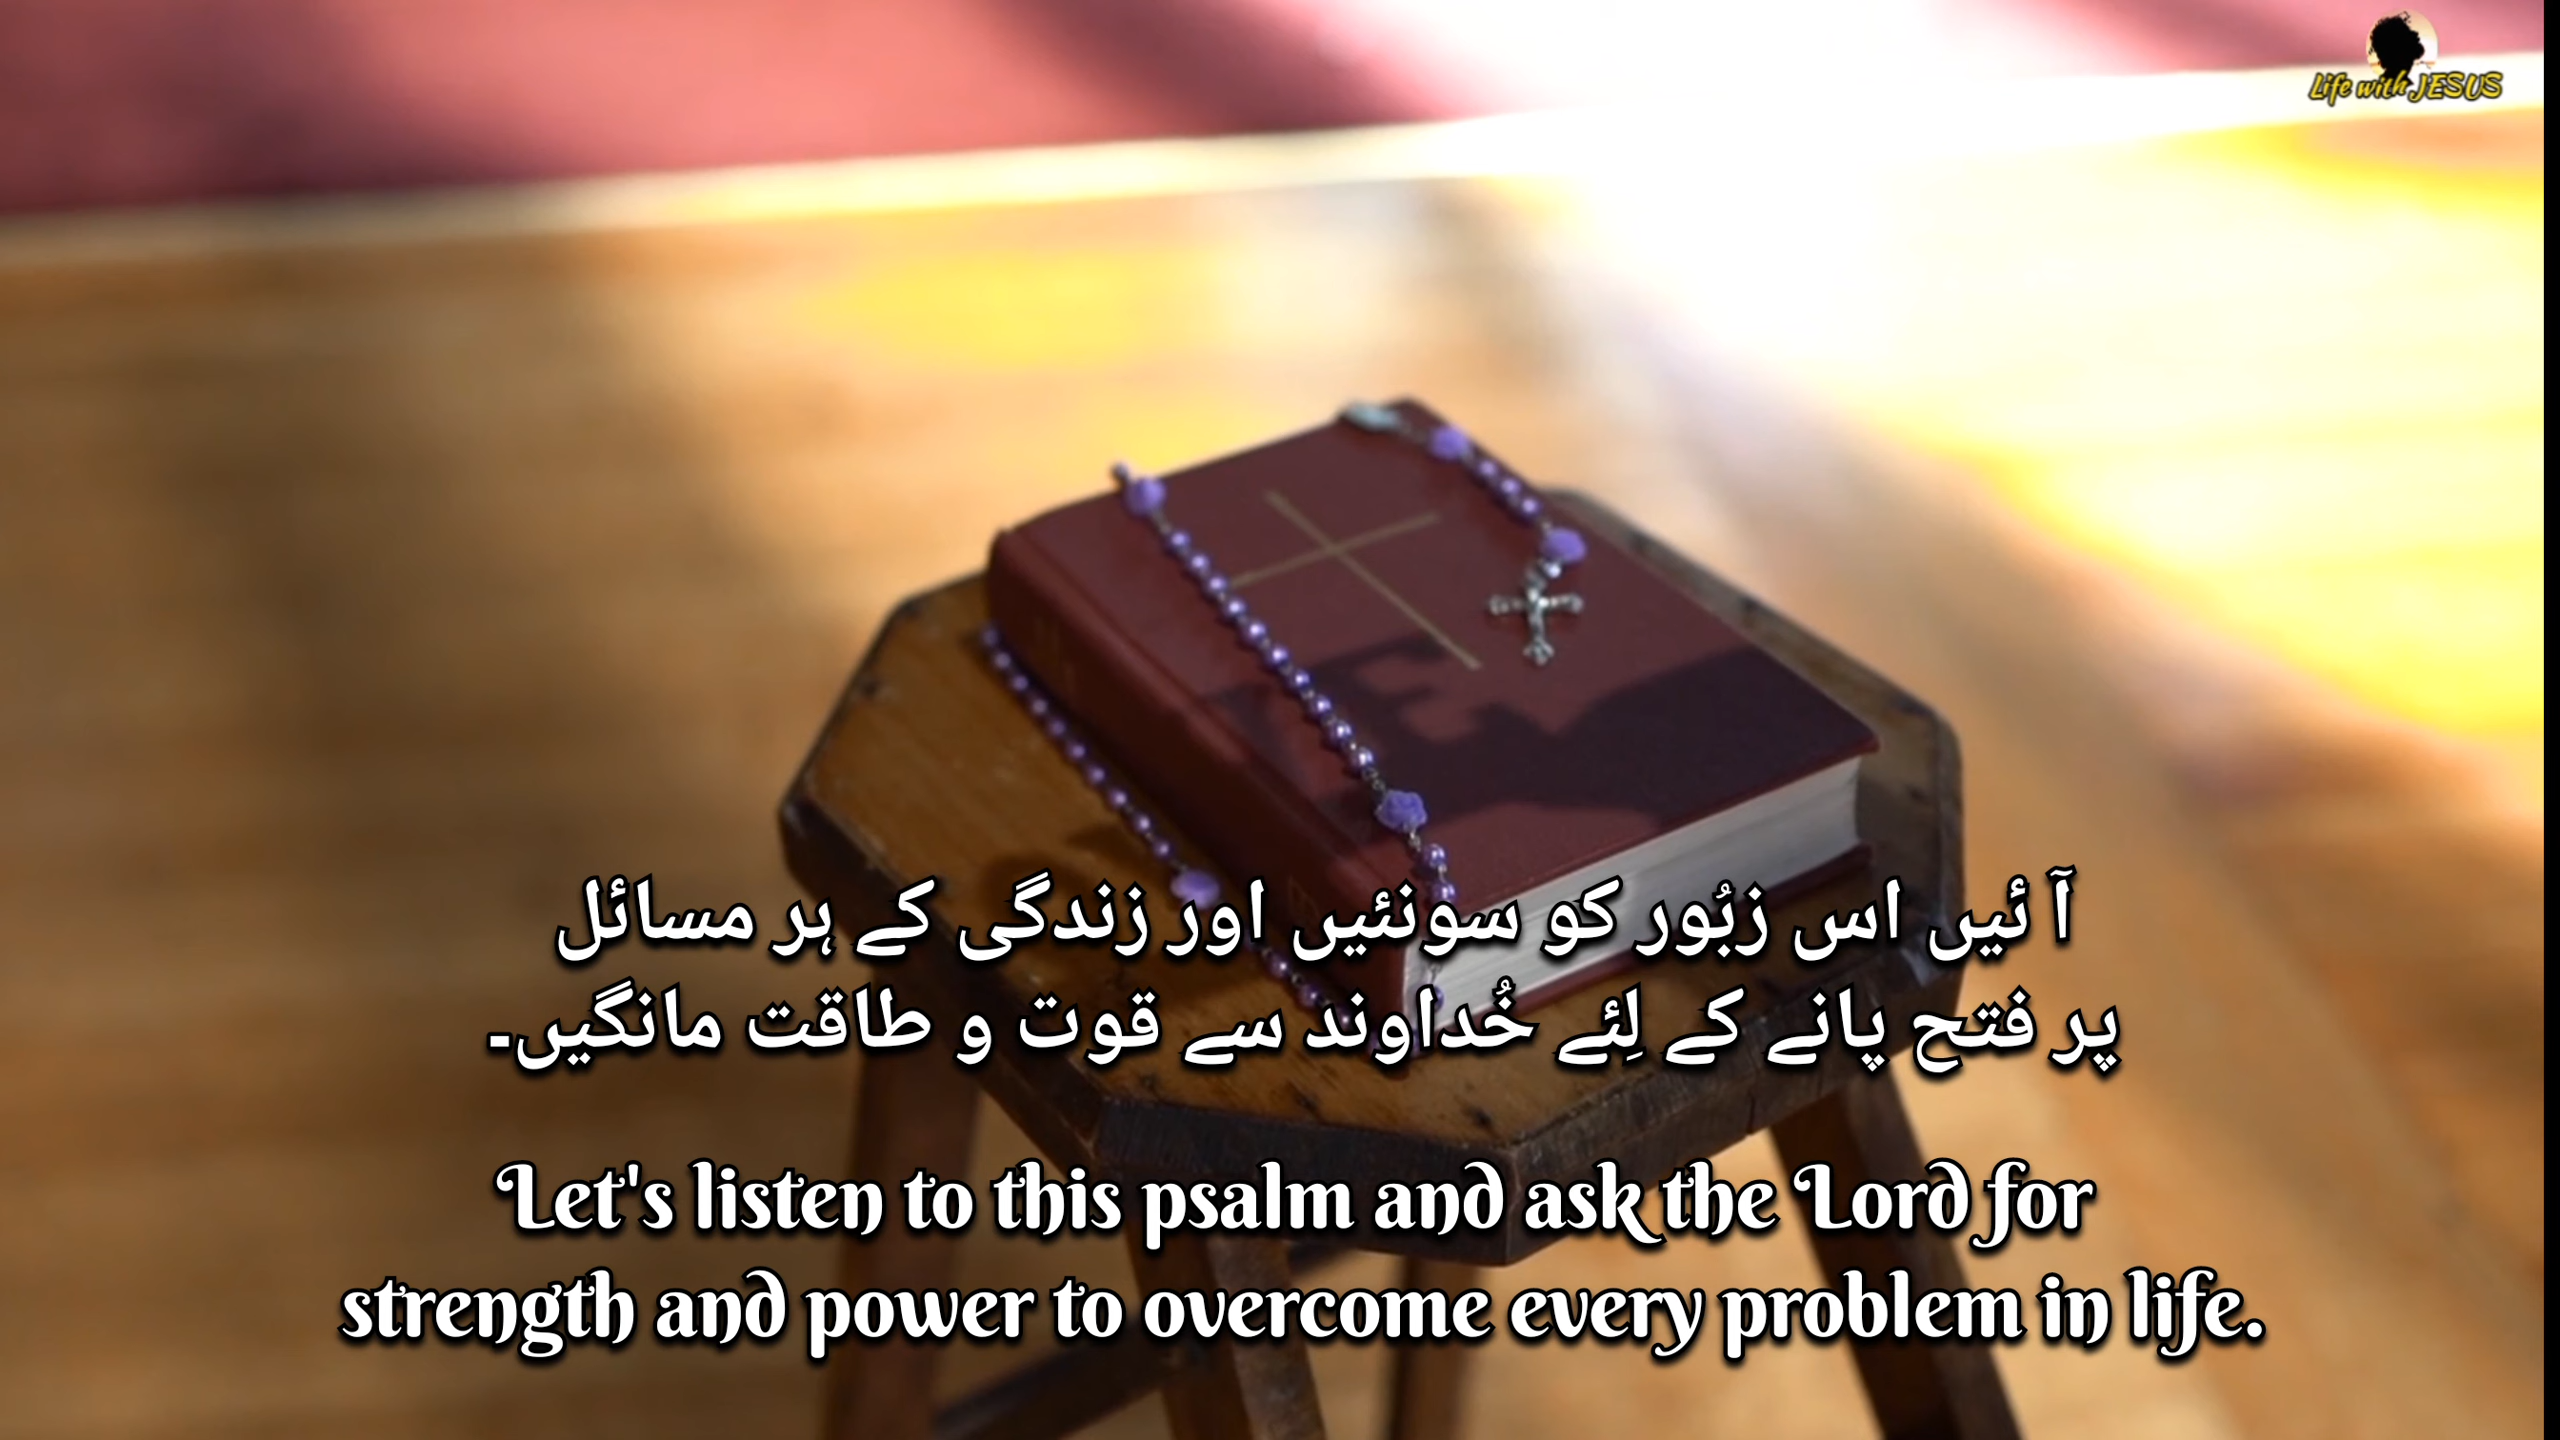 Life with JESUS
آ ئیں اس زبُور کو سونئیں اور زندگی کے ہر مسائل
پر فتح پانے کے لِئے خُداوند سے قوت و طاقت مانگیں۔
Let's listen to this psalm and ask the Lord for
strength and power to overcome every problem in life.